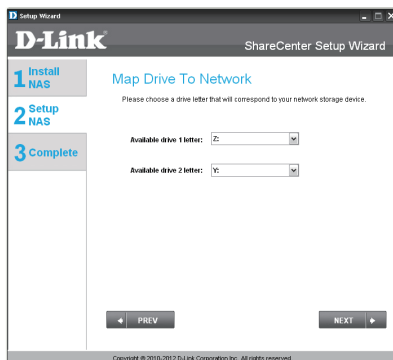 D Setup Wizard
D-Link
ShareCenter Setup Wizard
1 Install NAS
2 Setup NAS
3 Complete
Map Drive To Network
Please choose a drive letter that will correspond to your network storage device.
Available drive 1 letter: Z:
Available drive 2 letter: Y:
PREV
NEXT
Copyright © 2010-2012 D-Link Corporation Inc. All rights reserved.